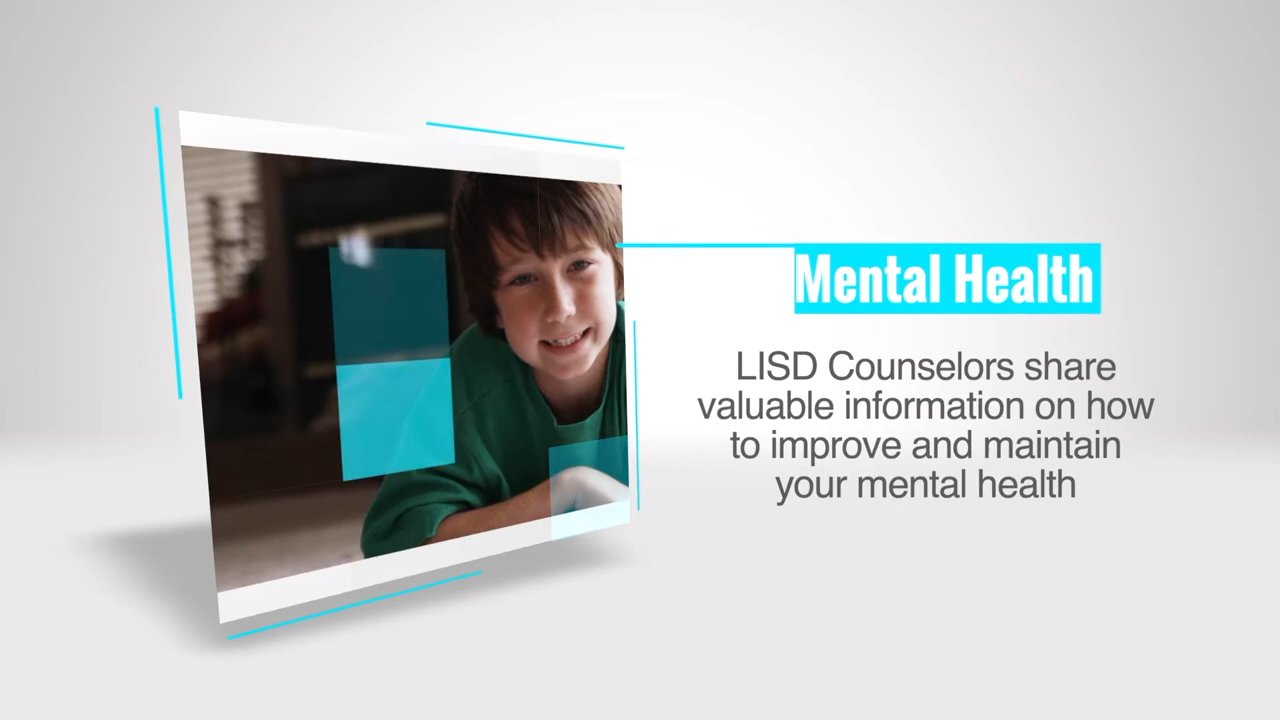 Mental Health
LISD Counselors share
valuable information on how
to improve and maintain
your mental health